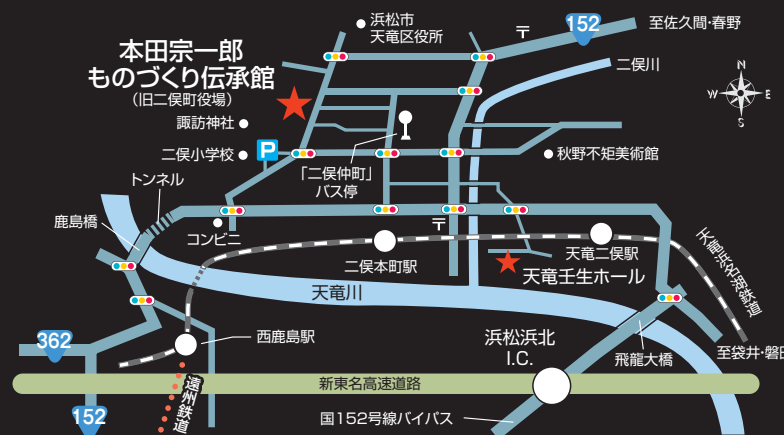 浜松市
天竜区役所
〒
152
至佐久間・春野
本田宗一郎
ものづくり伝承館
(旧二俣町役場)
二俣川
N
W
E
S
諏訪神社
二俣小学校
P
「二俣仲町」
バス停
秋野不矩美術館
トンネル
鹿島橋
コンビニ
〒
二俣本町駅
天竜二俣駅
天竜壬生ホール
天竜浜名湖鉄道
天竜川
西鹿島駅
浜松浜北
I.C.
飛龍大橋
至袋井・磐田
362
新東名高速道路
遠州鉄道
152
国152号線バイパス